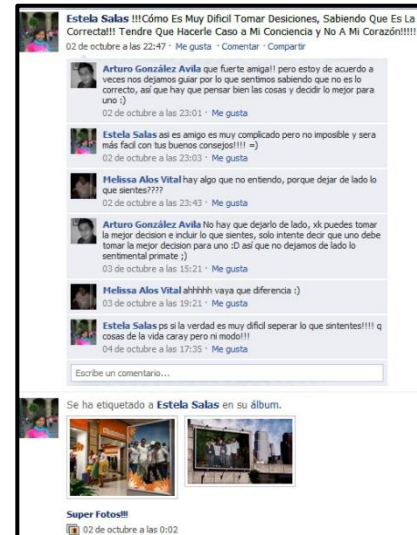 Estela Salas !!!Cómo Es Muy Dificil Tomar Desiciones, Sabiendo Que Es La
Correcta!!! Tendre Que Hacerle Caso a Mi Conciencia y No A Mi Corazón!!!!!
02 de octubre a las 22:47 · Me gusta · Comentar · Compartir
Arturo González Avila que fuerte amiga!! pero estoy de acuerdo a
veces nos dejamos guiar por lo que sentimos sabiendo que no es lo
correcto, así que hay que pensar bien las cosas y decidir lo mejor para
uno :)
02 de octubre a las 23:01 · Me gusta
Estela Salas asi es amigo es muy complicado pero no imposible y sera
más facil con tus buenos consejos!!!! =)
02 de octubre a las 23:03 · Me gusta
Melissa Alos Vital hay algo que no entiendo, porque dejar de lado lo
que sientes????
02 de octubre a las 23:43 · Me gusta
Arturo González Avila No hay que dejarlo de lado, xk puedes tomar
la mejor decision e incluir lo que sientes, solo intente decir que uno debe
tomar la mejor decision para uno :D así que no dejamos de lado lo
sentimental primate ;)
03 de octubre a las 15:21 · Me gusta
Melissa Alos Vital ahhhhh vaya que diferencia :)
03 de octubre a las 19:21 · Me gusta
Estela Salas ps si la verdad es muy dificil seperar lo que sintentes!!!! q
cosas de la vida caray pero ni modo!!!
04 de octubre a las 17:35 · Me gusta
Escribe un comentario...
Se ha etiquetado a Estela Salas en su álbum.
Super Fotos!!!
02 de octubre a las 0:02